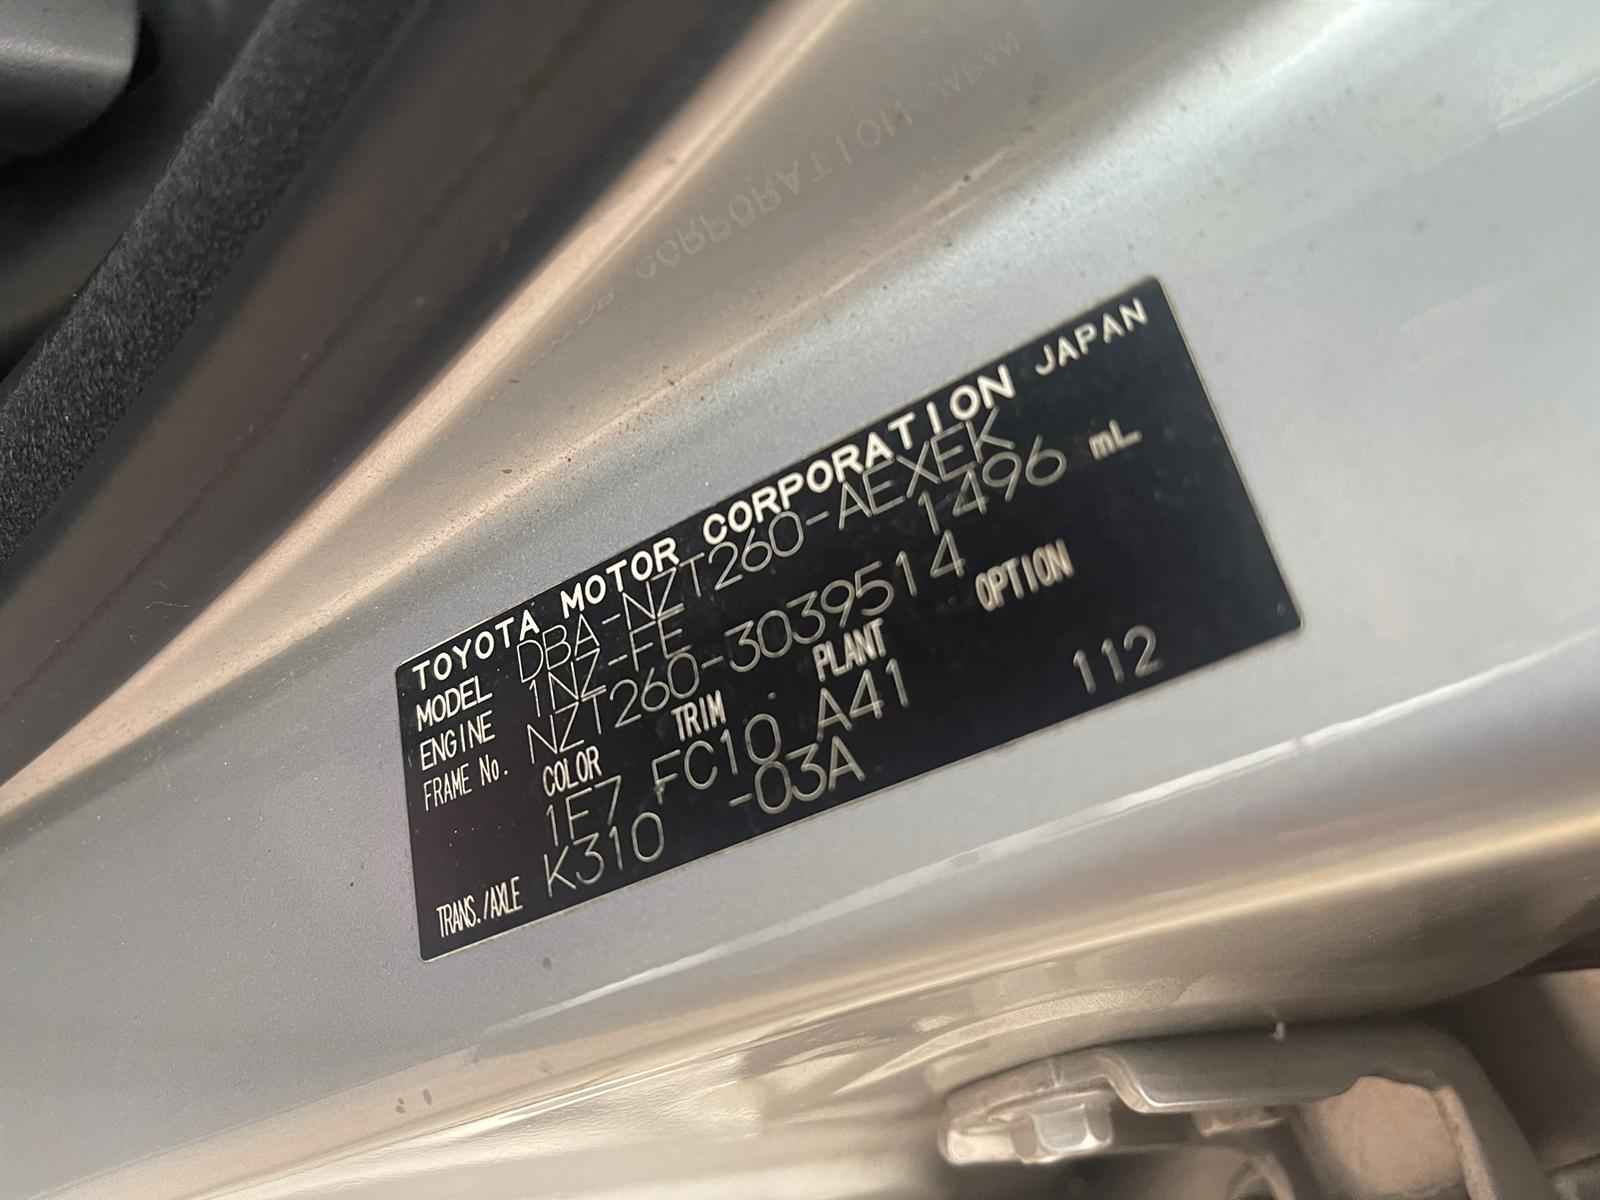 TOYOTA MOTOR CORPORATION JAPAN
MODEL DBA-NZT260-AEXEK
ENGINE 1NZ-FE 1496 mL
FRAME No. NZT260-3039514
COLOR TRIM PLANT OPTION
1F7 FC10 A41 112
TRANS./AXLE K310 -03A